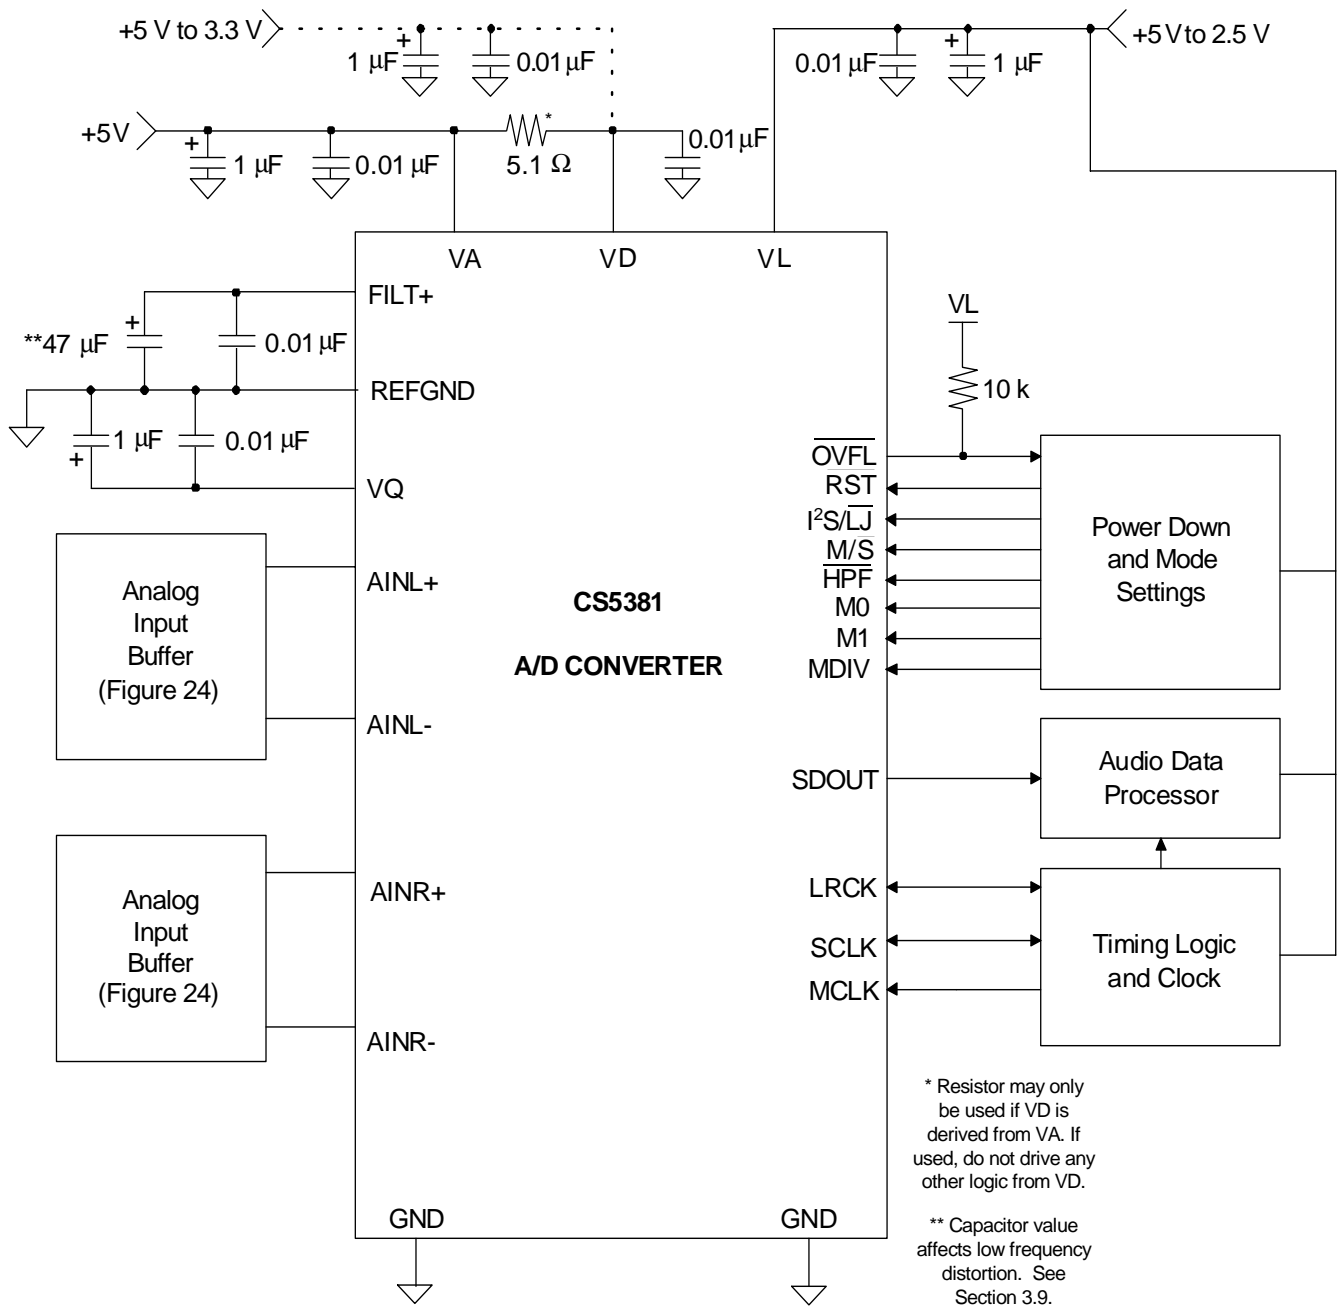 +5 V to 3.3 V
+
1 µF
0.01 µF
0.01 µF
+
1 µF
+5 V to 2.5 V
+5V
+
1 µF
0.01 µF
*
5.1 Ω
0.01 µF
VA
VD
VL
FILT+
+
**47 µF
0.01 µF
REFGND
1 µF
+
0.01 µF
VQ
VL
10 k
OVFL
RST
I²S/LJ
M/S
HPF
M0
M1
MDIV
Power Down
and Mode
Settings
Analog
Input
Buffer
(Figure 24)
AINL+
AINL-
CS5381
A/D CONVERTER
SDOUT
Audio Data
Processor
Analog
Input
Buffer
(Figure 24)
AINR+
AINR-
LRCK
SCLK
MCLK
Timing Logic
and Clock
* Resistor may only
be used if VD is
derived from VA. If
used, do not drive any
other logic from VD.
GND
GND
** Capacitor value
affects low frequency
distortion. See
Section 3.9.